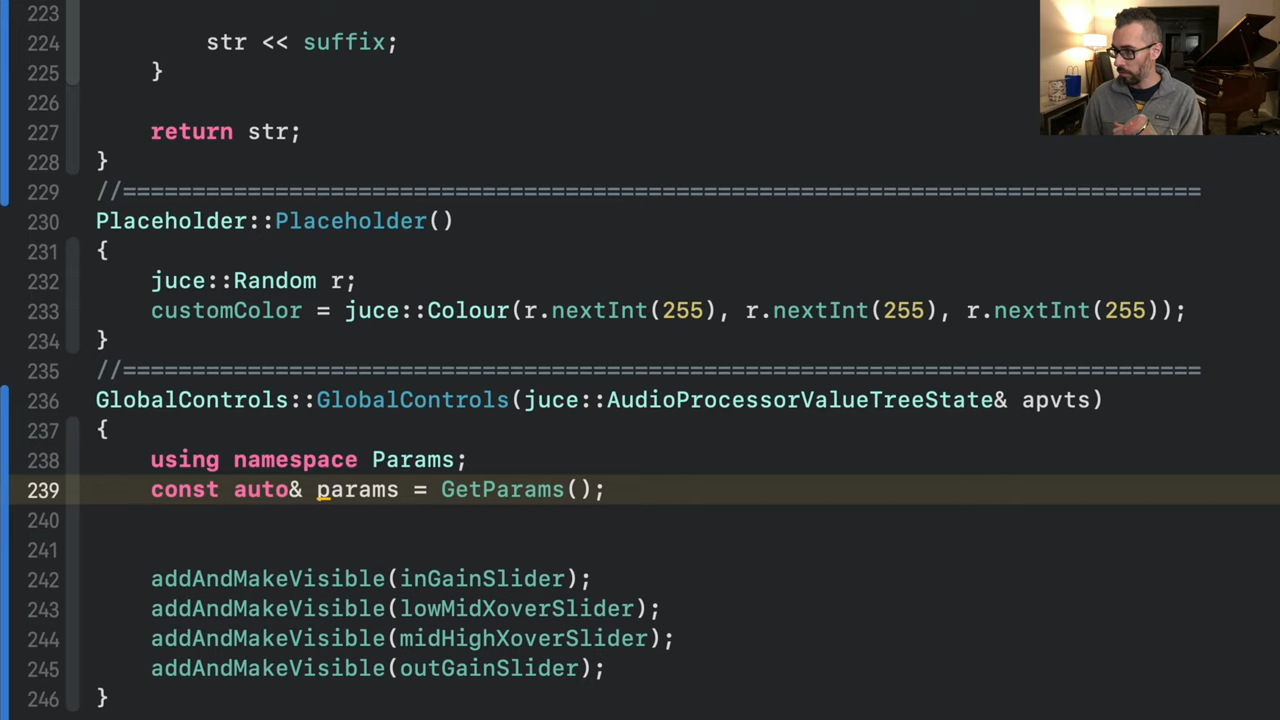 223
224 str << suffix;
225 }
226
227 return str;
228 }
229 //==============================================================================
230 Placeholder::Placeholder()
231 {
232 juce::Random r;
233 customColor = juce::Colour(r.nextInt(255), r.nextInt(255), r.nextInt(255));
234 }
235 //==============================================================================
236 GlobalControls::GlobalControls(juce::AudioProcessorValueTreeState& apvts)
237 {
238 using namespace Params;
239 const auto& params = GetParams();
240
241
242 addAndMakeVisible(inGainSlider);
243 addAndMakeVisible(lowMidXoverSlider);
244 addAndMakeVisible(midHighXoverSlider);
245 addAndMakeVisible(outGainSlider);
246 }